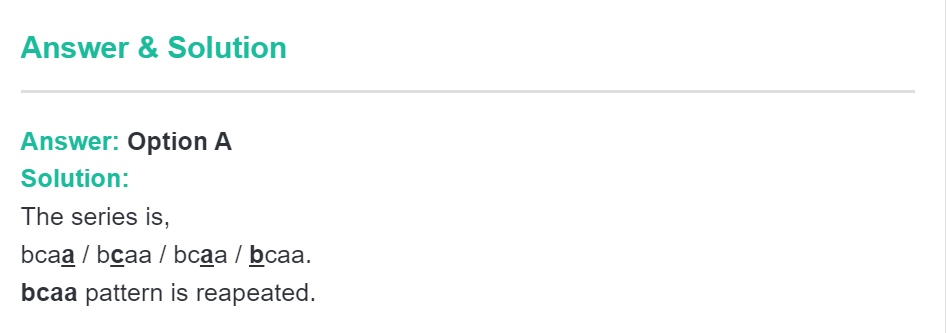 Answer & Solution
Answer: Option A
Solution:
The series is,
bcaa / bcaa / bcaa / bcaa.
bcaa pattern is reapeated.